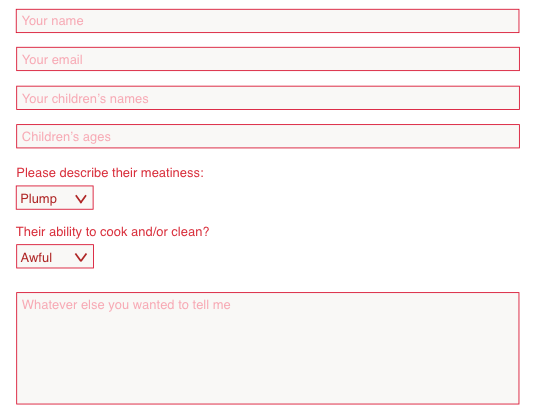 Your name
Your email
Your children's names
Children's ages
Please describe their meatiness:
Plump
Their ability to cook and/or clean?
Awful
Whatever else you wanted to tell me